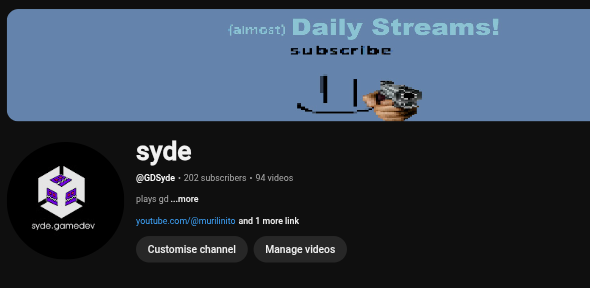 (almost) Daily Streams!
subscribe
syde
@GDSyde • 202 subscribers • 94 videos
plays gd ...more
syde.gamedev
youtube.com/@murilinito and 1 more link
Customise channel Manage videos